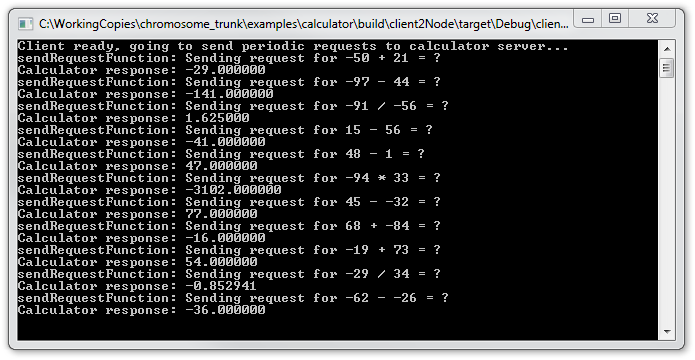 C:\WorkingCopies\chromosome_trunk\examples\calculator\build\client2Node\target\Debug\clien...
Client ready, going to send periodic requests to calculator server...
sendRequestFunction: Sending request for -50 + 21 = ?
Calculator response: -29.000000
sendRequestFunction: Sending request for -97 - 44 = ?
Calculator response: -141.000000
sendRequestFunction: Sending request for -91 / -56 = ?
Calculator response: 1.625000
sendRequestFunction: Sending request for 15 - 56 = ?
Calculator response: -41.000000
sendRequestFunction: Sending request for 48 - 1 = ?
Calculator response: 47.000000
sendRequestFunction: Sending request for -94 * 33 = ?
Calculator response: -3102.000000
sendRequestFunction: Sending request for 45 - -32 = ?
Calculator response: 77.000000
sendRequestFunction: Sending request for 68 + -84 = ?
Calculator response: -16.000000
sendRequestFunction: Sending request for -19 + 73 = ?
Calculator response: 54.000000
sendRequestFunction: Sending request for -29 / 34 = ?
Calculator response: -0.852941
sendRequestFunction: Sending request for -62 - -26 = ?
Calculator response: -36.000000